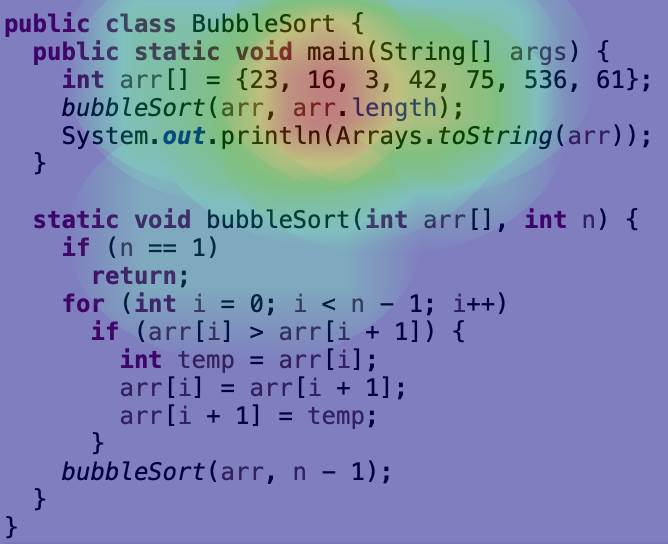 public class BubbleSort {
  public static void main(String[] args) {
    int arr[] = {23, 16, 3, 42, 75, 536, 61};
    bubbleSort(arr, arr.length);
    System.out.println(Arrays.toString(arr));
  }

  static void bubbleSort(int arr[], int n) {
    if (n == 1)
      return;
    for (int i = 0; i < n - 1; i++)
      if (arr[i] > arr[i + 1]) {
        int temp = arr[i];
        arr[i] = arr[i + 1];
        arr[i + 1] = temp;
      }
    bubbleSort(arr, n - 1);
  }
}